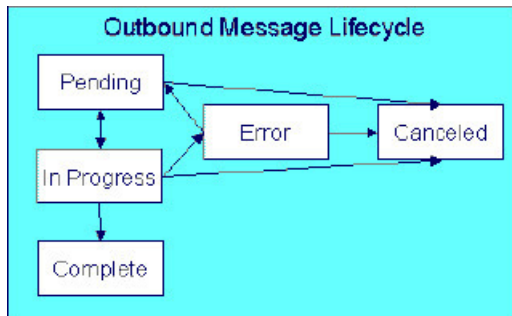 Outbound Message Lifecycle
Pending
Error
Canceled
In Progress
Complete